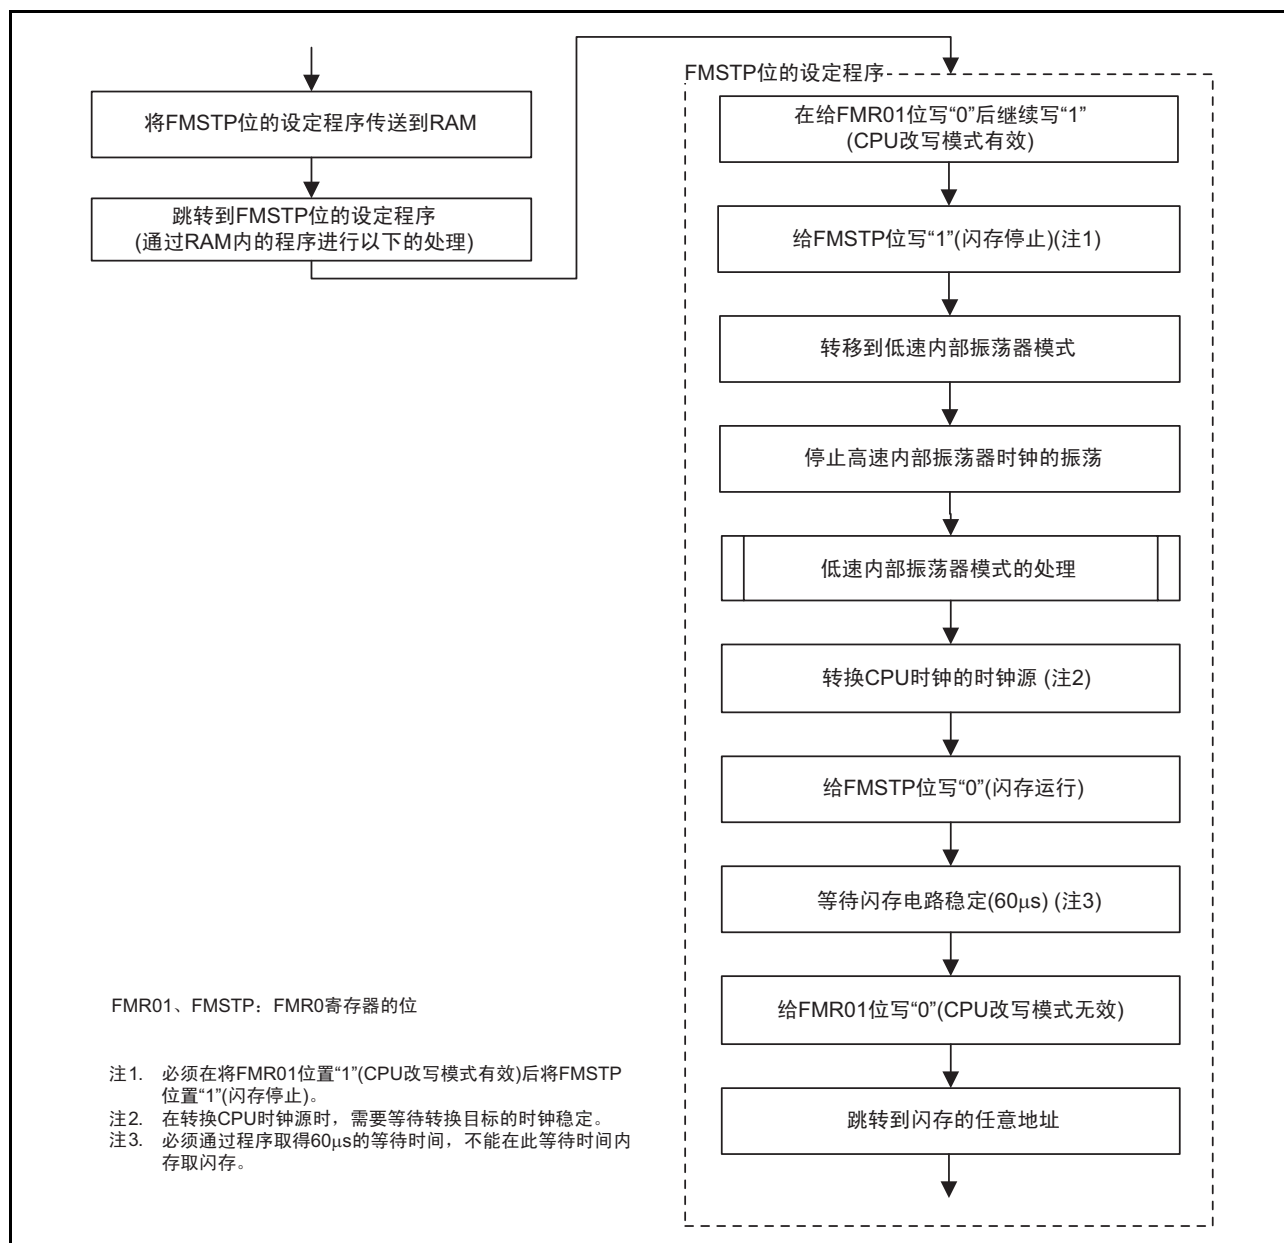 将FMSTP位的设定程序传送到RAM
跳转到FMSTP位的设定程序
(通过RAM内的程序进行以下的处理)
FMSTP位的设定程序
在给FMR01位写“0”后继续写“1”
(CPU改写模式有效)
给FMSTP位写“1”(闪存停止)(注1)
转移到低速内部振荡器模式
停止高速内部振荡器时钟的振荡
低速内部振荡器模式的处理
转换CPU时钟的时钟源 (注2)
给FMSTP位写“0”(闪存运行)
等待闪存电路稳定(60μs) (注3)
给FMR01位写“0”(CPU改写模式无效)
跳转到闪存的任意地址
FMR01、FMSTP：FMR0寄存器的位
注1. 必须在将FMR01位置“1”(CPU改写模式有效)后将FMSTP
位置“1”(闪存停止)。
注2. 在转换CPU时钟源时，需要等待转换目标的时钟稳定。
注3. 必须通过程序取得60μs的等待时间，不能在此等待时间内
存取闪存。